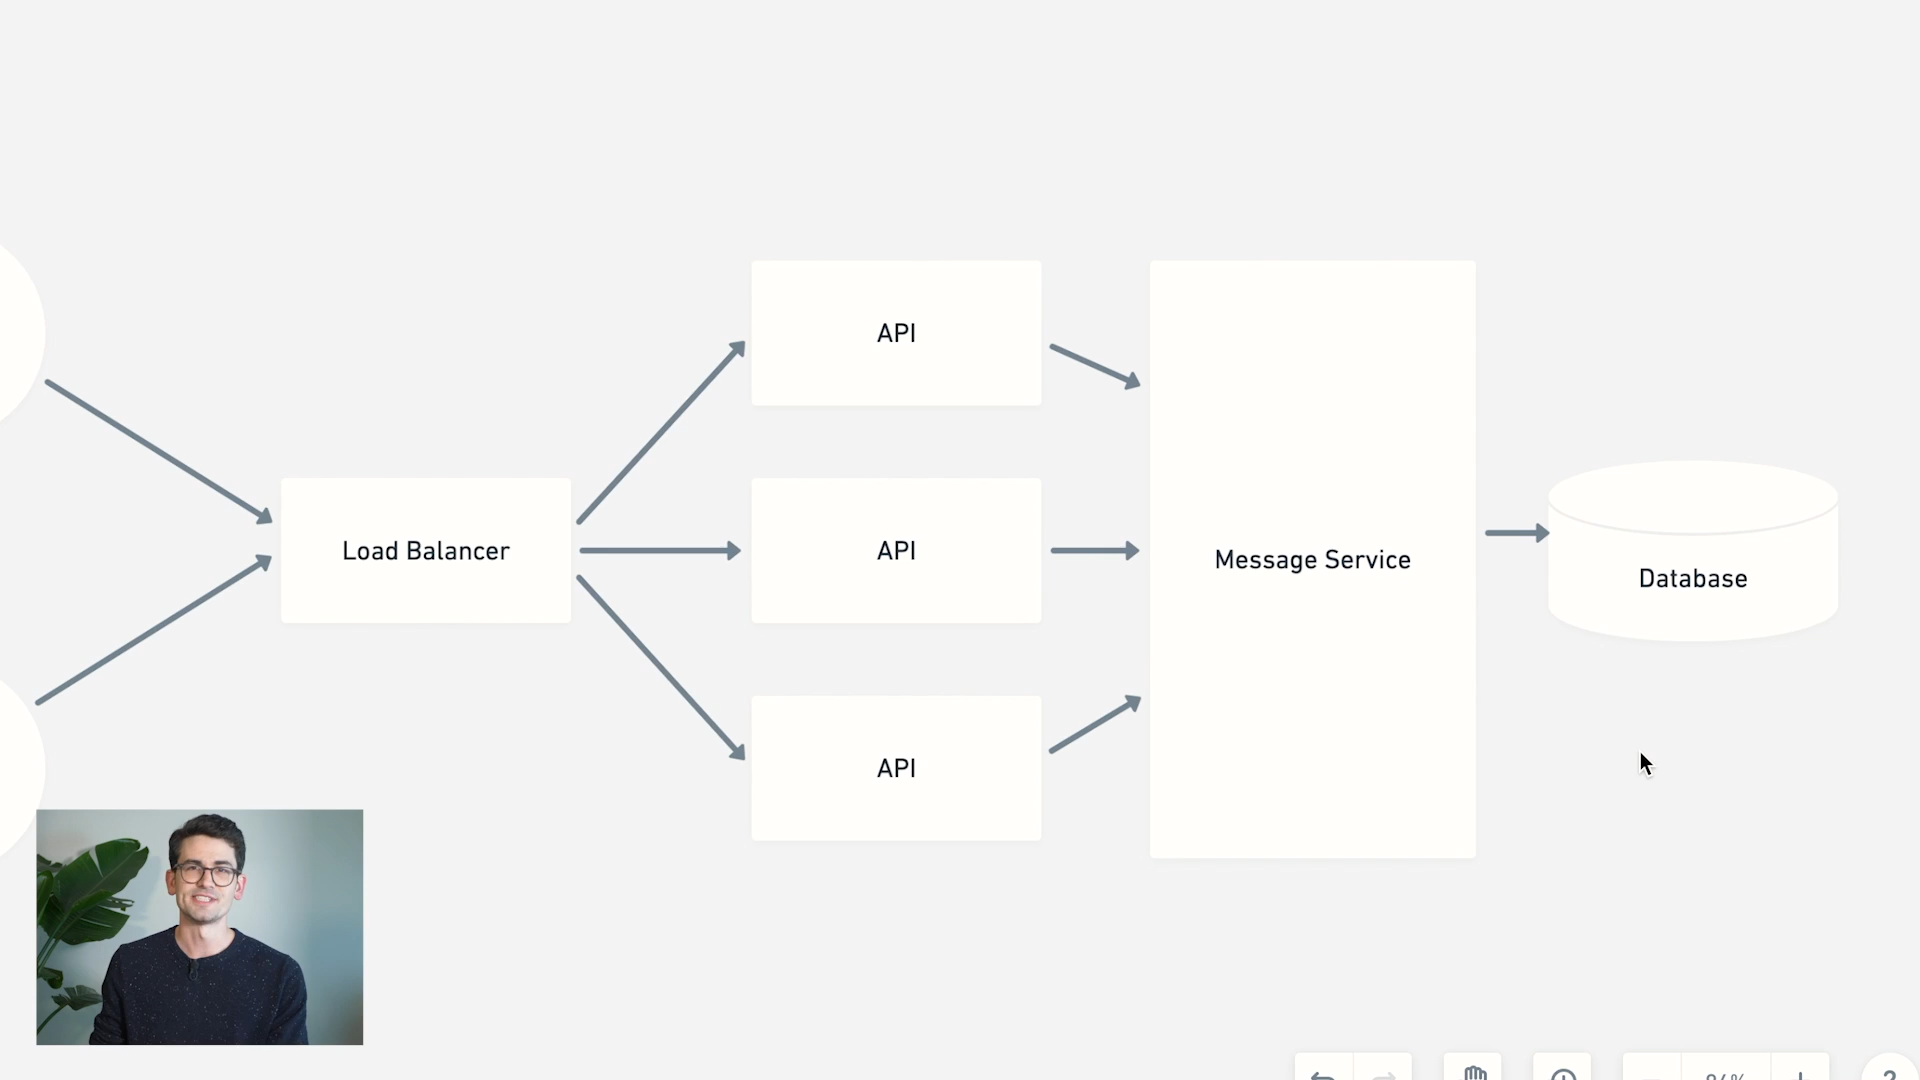 API
Load Balancer
API
Message Service
Database
API